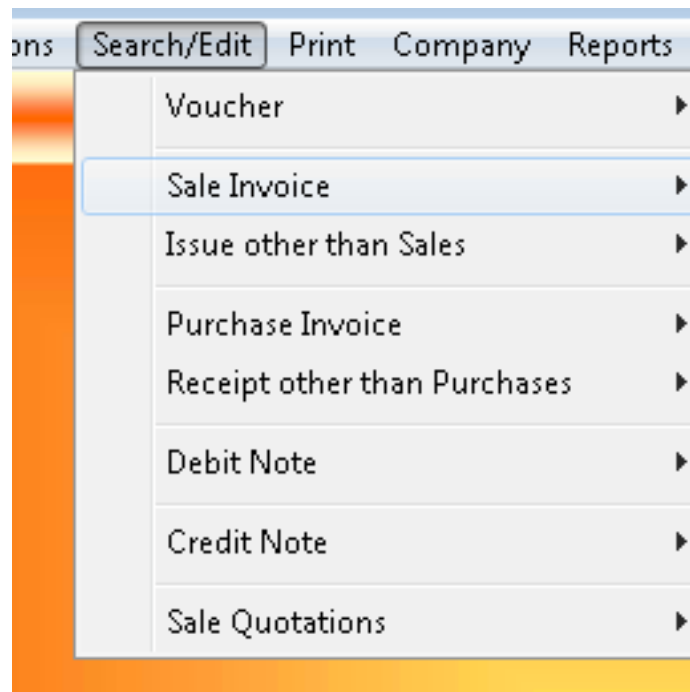 Search/Edit Print Company Reports
Voucher
Sale Invoice
Issue other than Sales
Purchase Invoice
Receipt other than Purchases
Debit Note
Credit Note
Sale Quotations